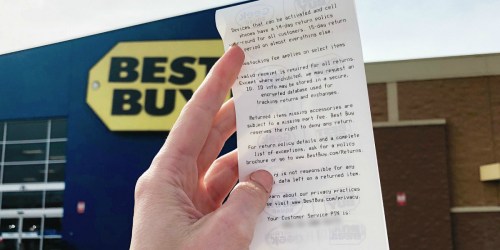 BEST
BUY
Devices that can be activated and cell
phones have a 14-day return policy
year-round for all customers. 15-day return
period on almost everything else.
restocking fee applies on select items
valid receipt is required for all returns.
Except where prohibited, we may request an
ID. ID info may be stored in a secure,
encrypted database used for
tracking returns and exchanges.
Returned items missing accessories are
subject to a missing part fee. Best Buy
reserves the right to deny any return
For return policy details and a complete
list of exceptions, ask for a policy
brochure or go to www.BestBuy.com/Returns
is not responsible for any
data left on a returned item.
earn about our privacy practices
se visit www.BestBuy.com/privacy.
Your Customer Service PIN is: